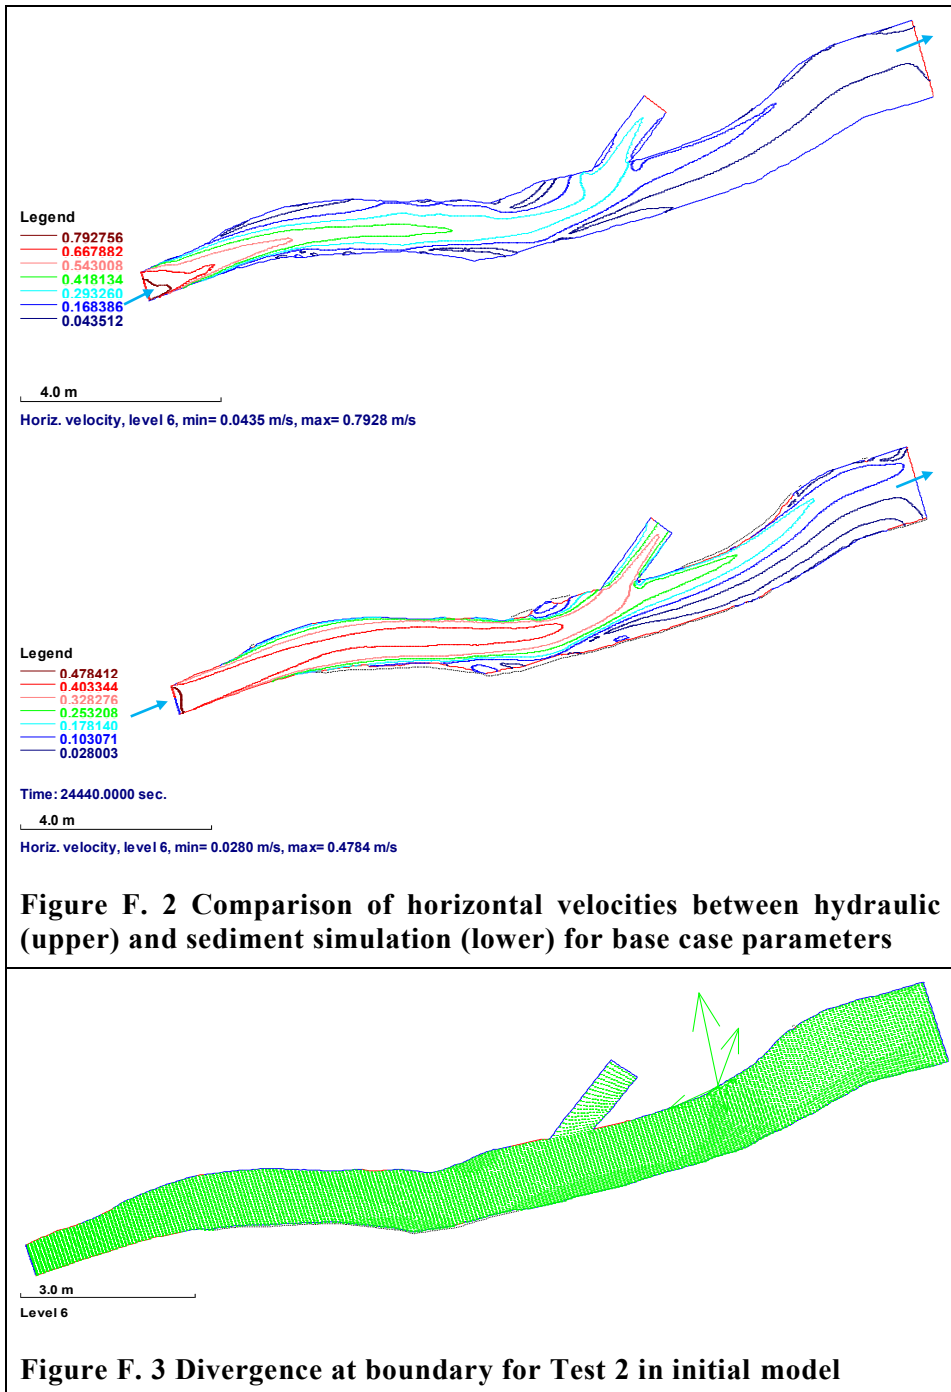 Legend
0.792756
0.667882
0.543008
0.418134
0.293260
0.168386
0.043512
4.0 m
Horiz. velocity, level 6, min= 0.0435 m/s, max= 0.7928 m/s
Legend
0.478412
0.403344
0.328276
0.253208
0.178140
0.103071
0.028003
Time: 24440.0000 sec.
4.0 m
Horiz. velocity, level 6, min= 0.0280 m/s, max= 0.4784 m/s
Figure F. 2 Comparison of horizontal velocities between hydraulic
(upper) and sediment simulation (lower) for base case parameters
3.0 m
Level 6
Figure F. 3 Divergence at boundary for Test 2 in initial model